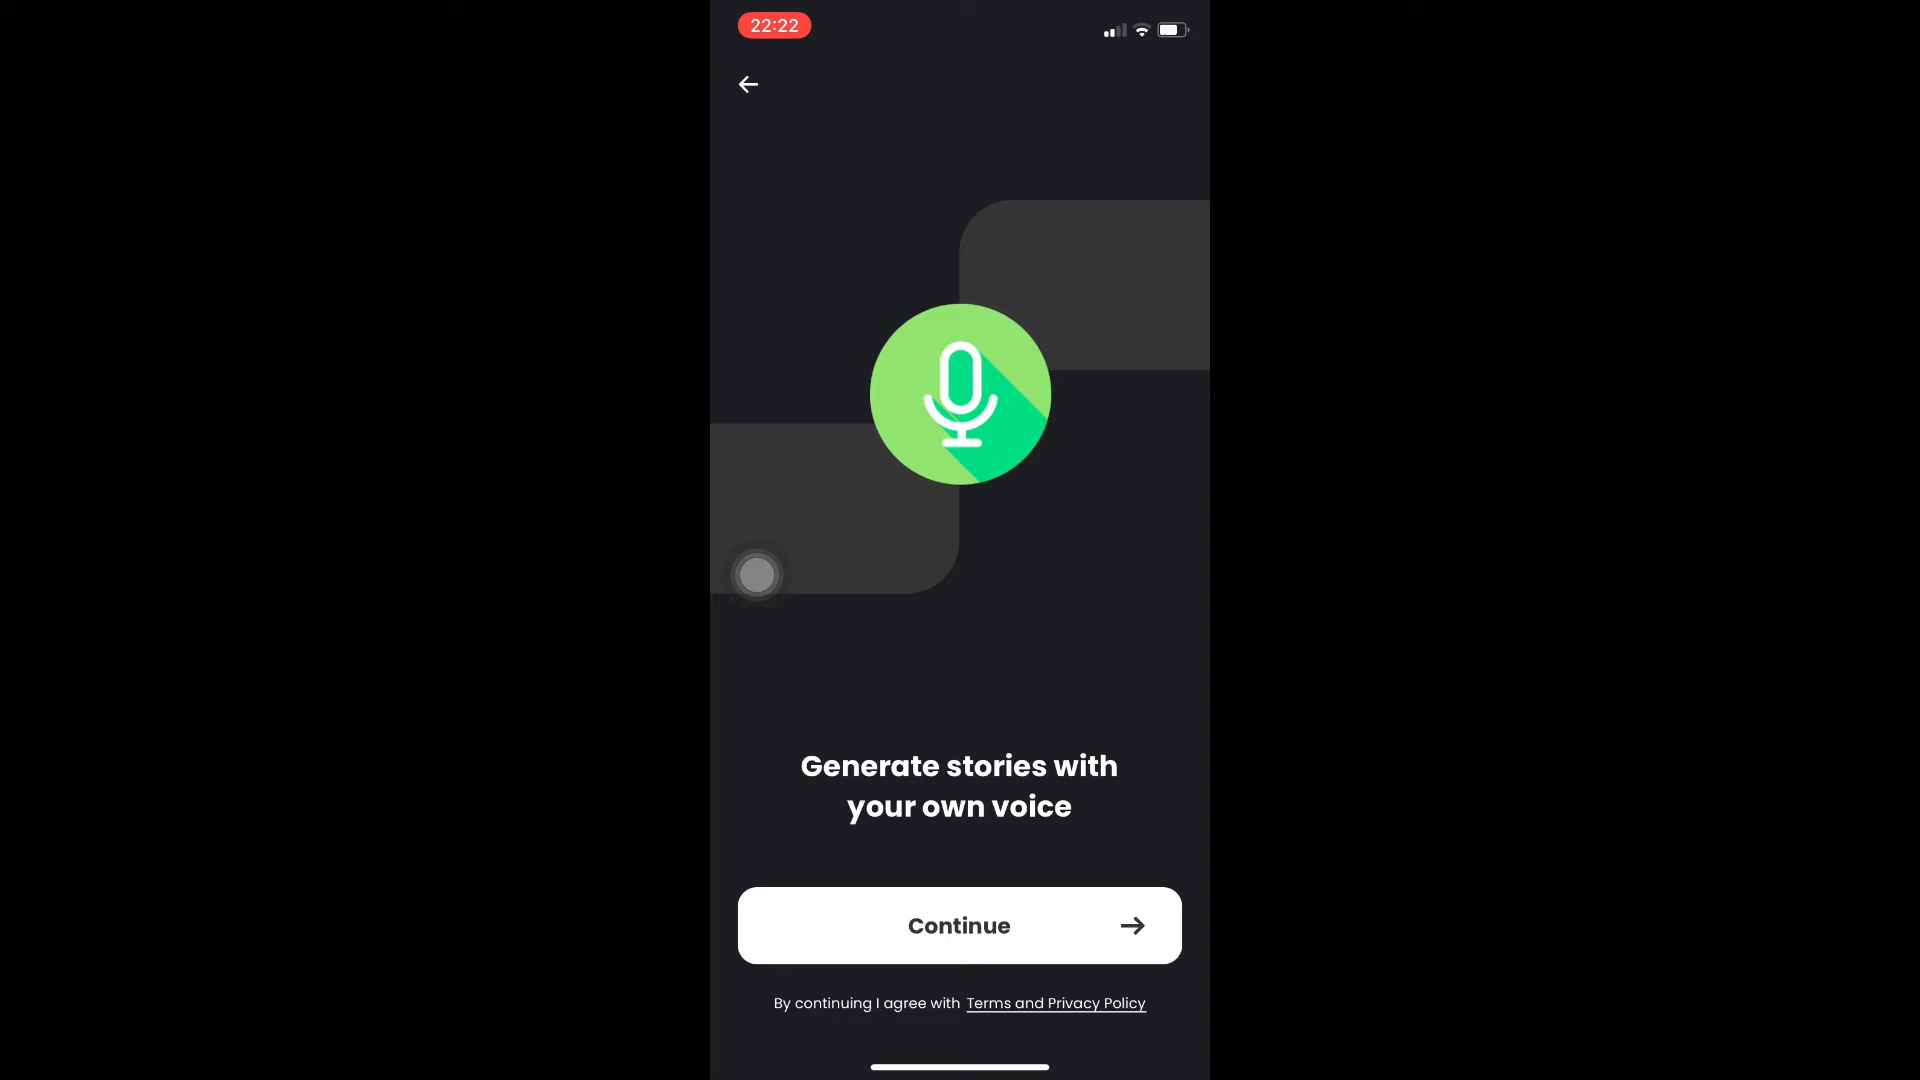 22:22
Generate stories with
your own voice
Continue
By continuing I agree with Terms and Privacy Policy